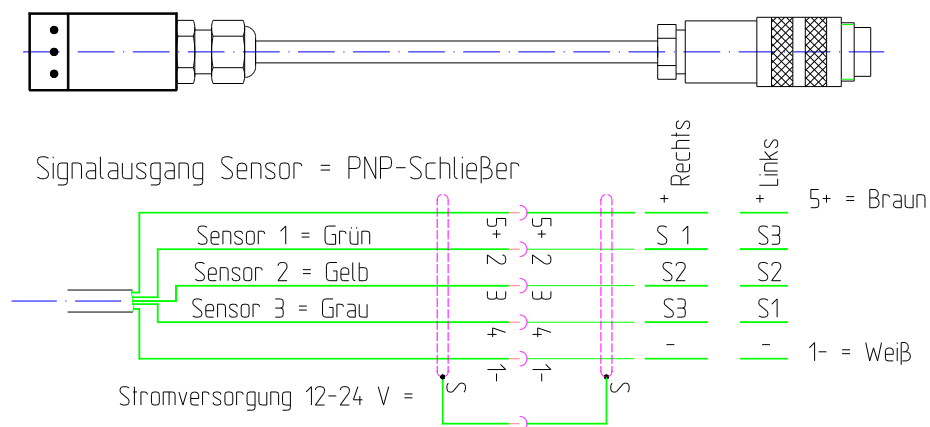 Signalausgang Sensor = PNP-Schließer
+ Rechts
+ Links
5+ 5+
5+ = Braun
Sensor 1 = Grün
2 2
S 1
S3
Sensor 2 = Gelb
3 3
S2
S2
Sensor 3 = Grau
4 4
S3
S1
1- 1-
-
-
1- = Weiß
Stromversorgung 12-24 V =
S
S